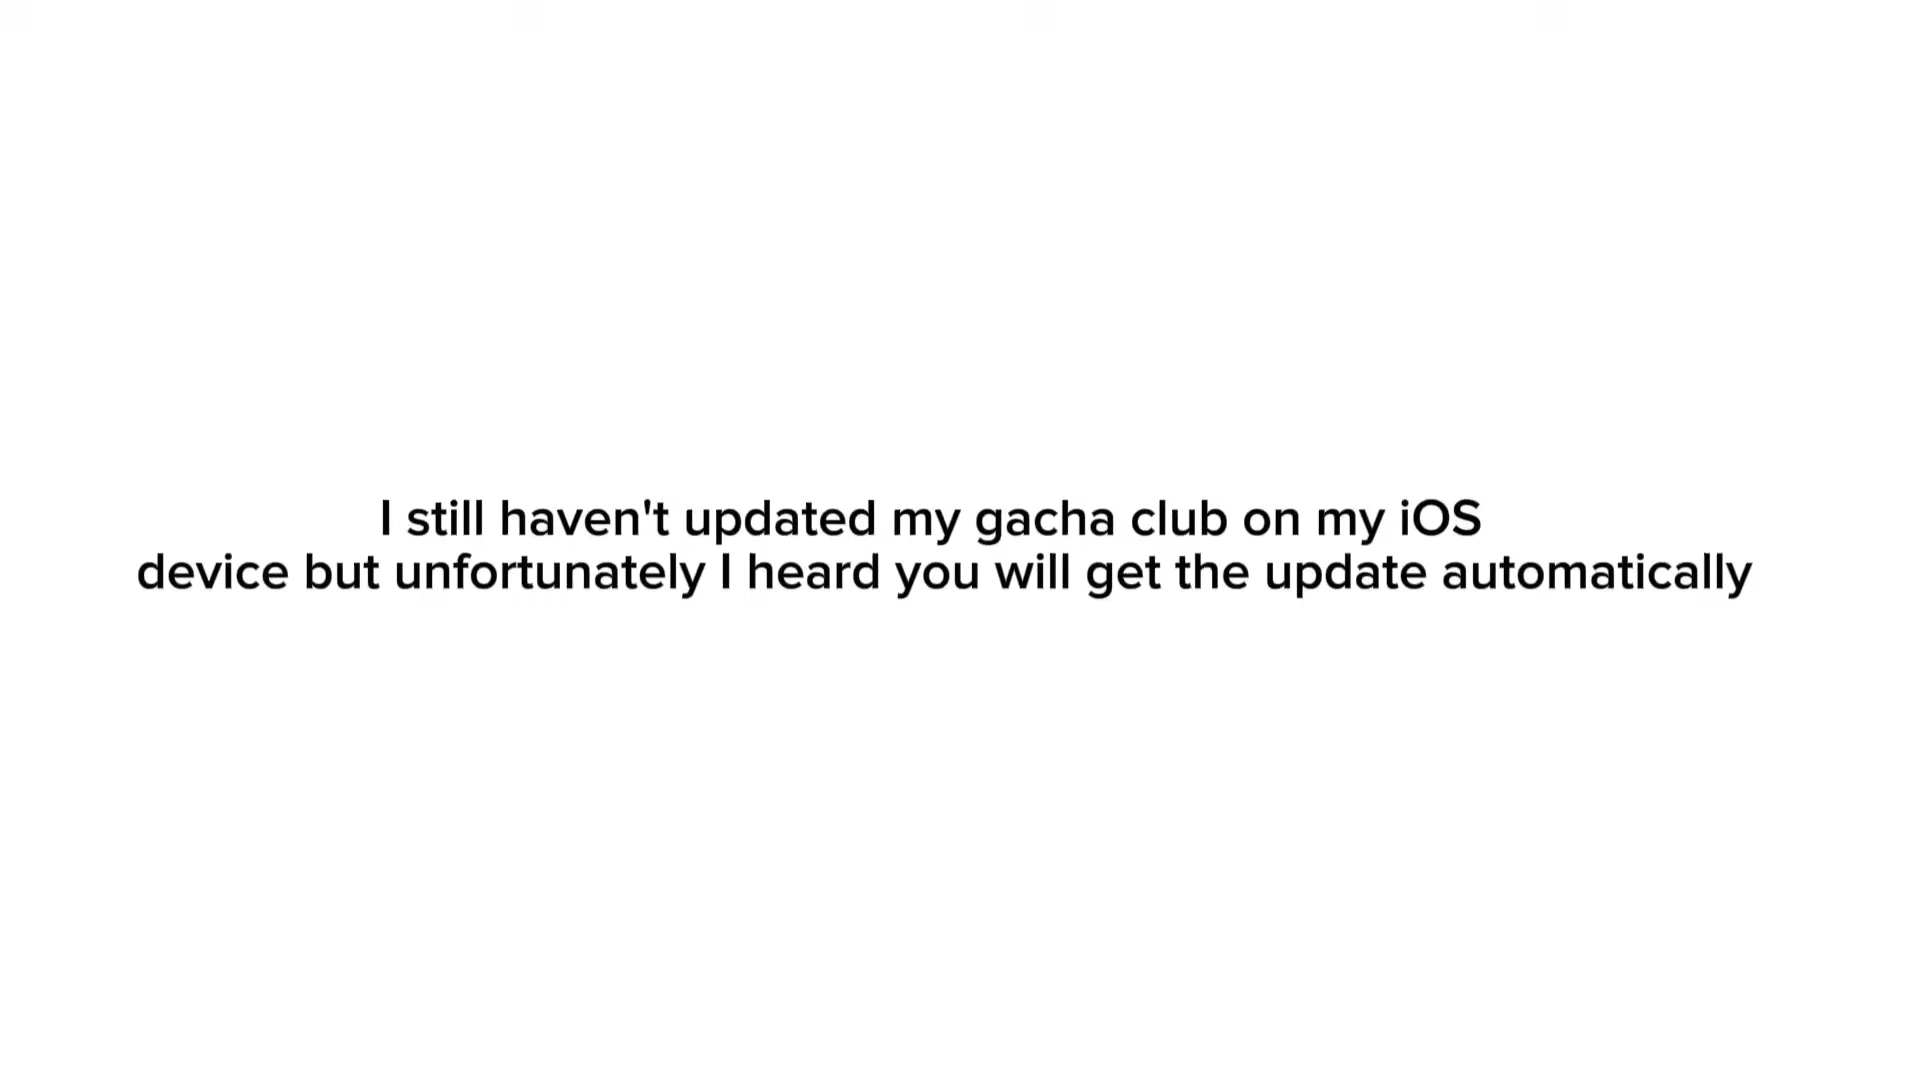 I still haven't updated my gacha club on my iOS
device but unfortunately I heard you will get the update automatically